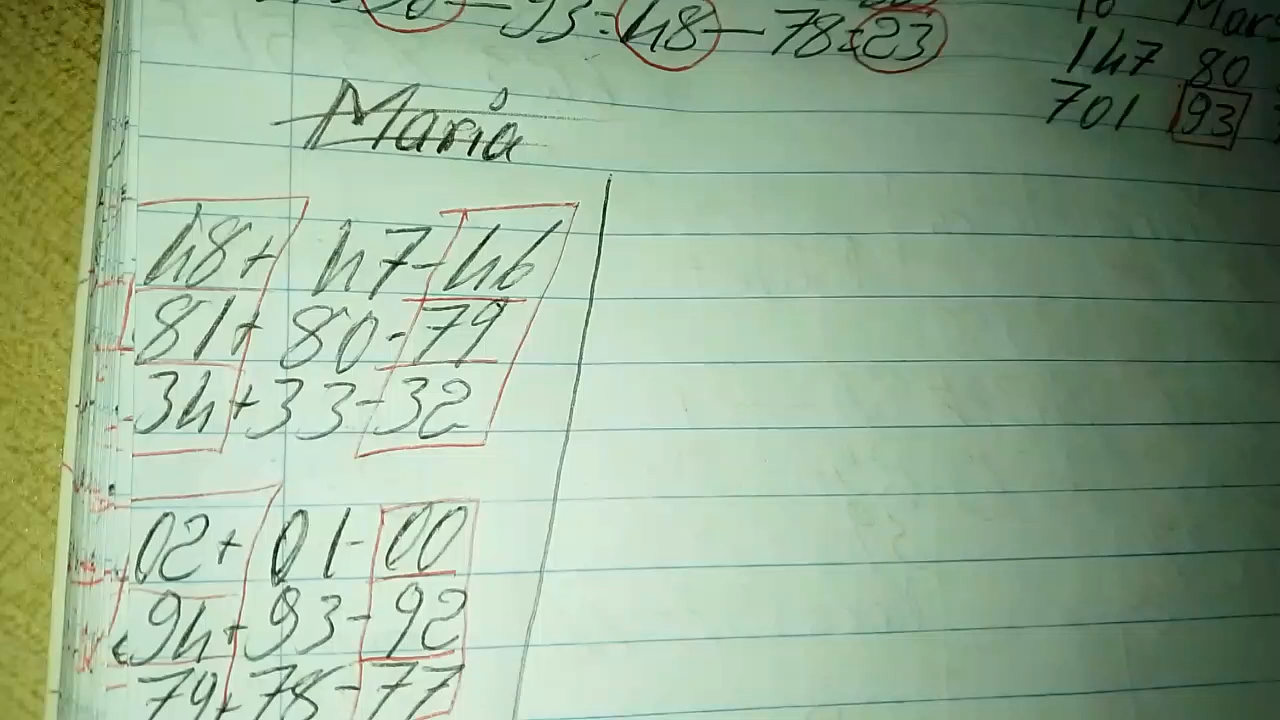 = 48 - 78 = 23
Mar
147 80
701 93
Maria
48 + 47 - 46
81 + 80 - 79
34 + 33 - 32
02 + 01 - 00
94 + 93 - 92
79 + 78 - 77